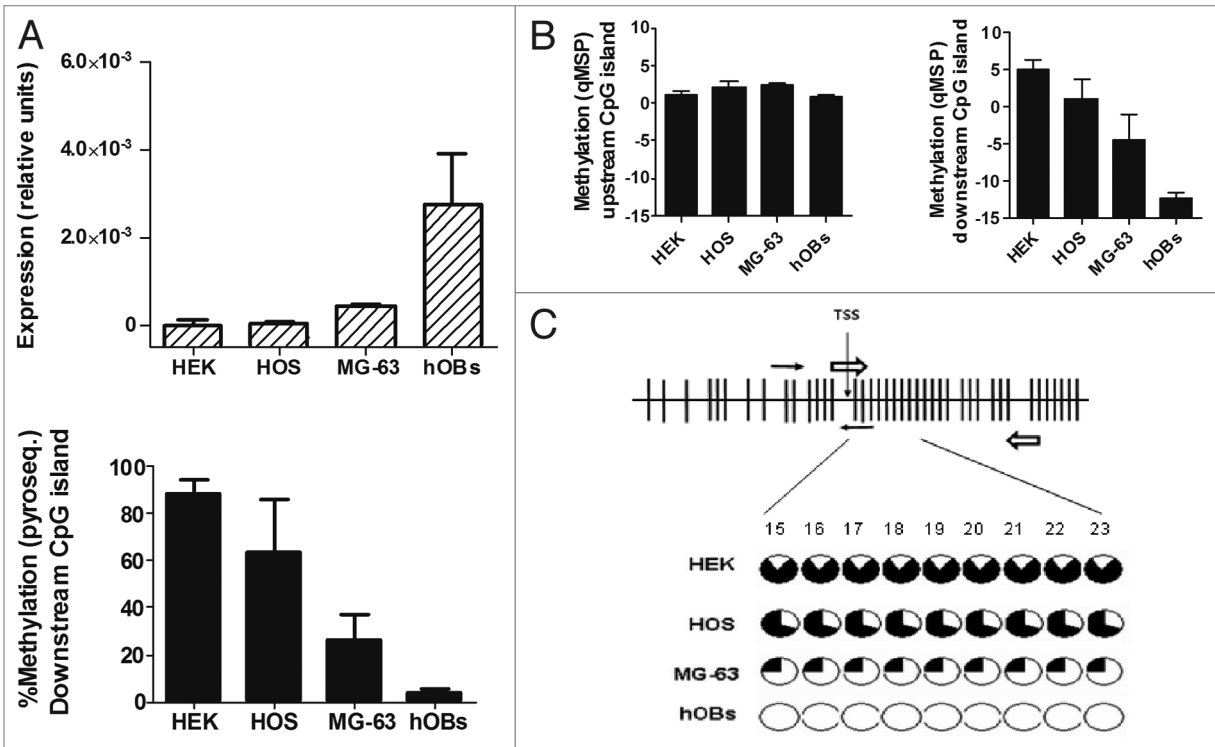 A
Expression (relative units)
6.0×10⁻³
4.0×10⁻³
2.0×10⁻³
0
HEK HOS MG-63 hOBs
%Methylation (pyroseq.)
Downstream CpG island
100
80
60
40
20
0
HEK HOS MG-63 hOBs
B
Methylation (qMSP)
upstream CpG island
10
5
0
-5
-10
-15
HEK HOS MG-63 hOBs
Methylation (qMSP)
downstream CpG island
10
5
0
-5
-10
-15
HEK HOS MG-63 hOBs
C
TSS
15 16 17 18 19 20 21 22 23
HEK
HOS
MG-63
hOBs